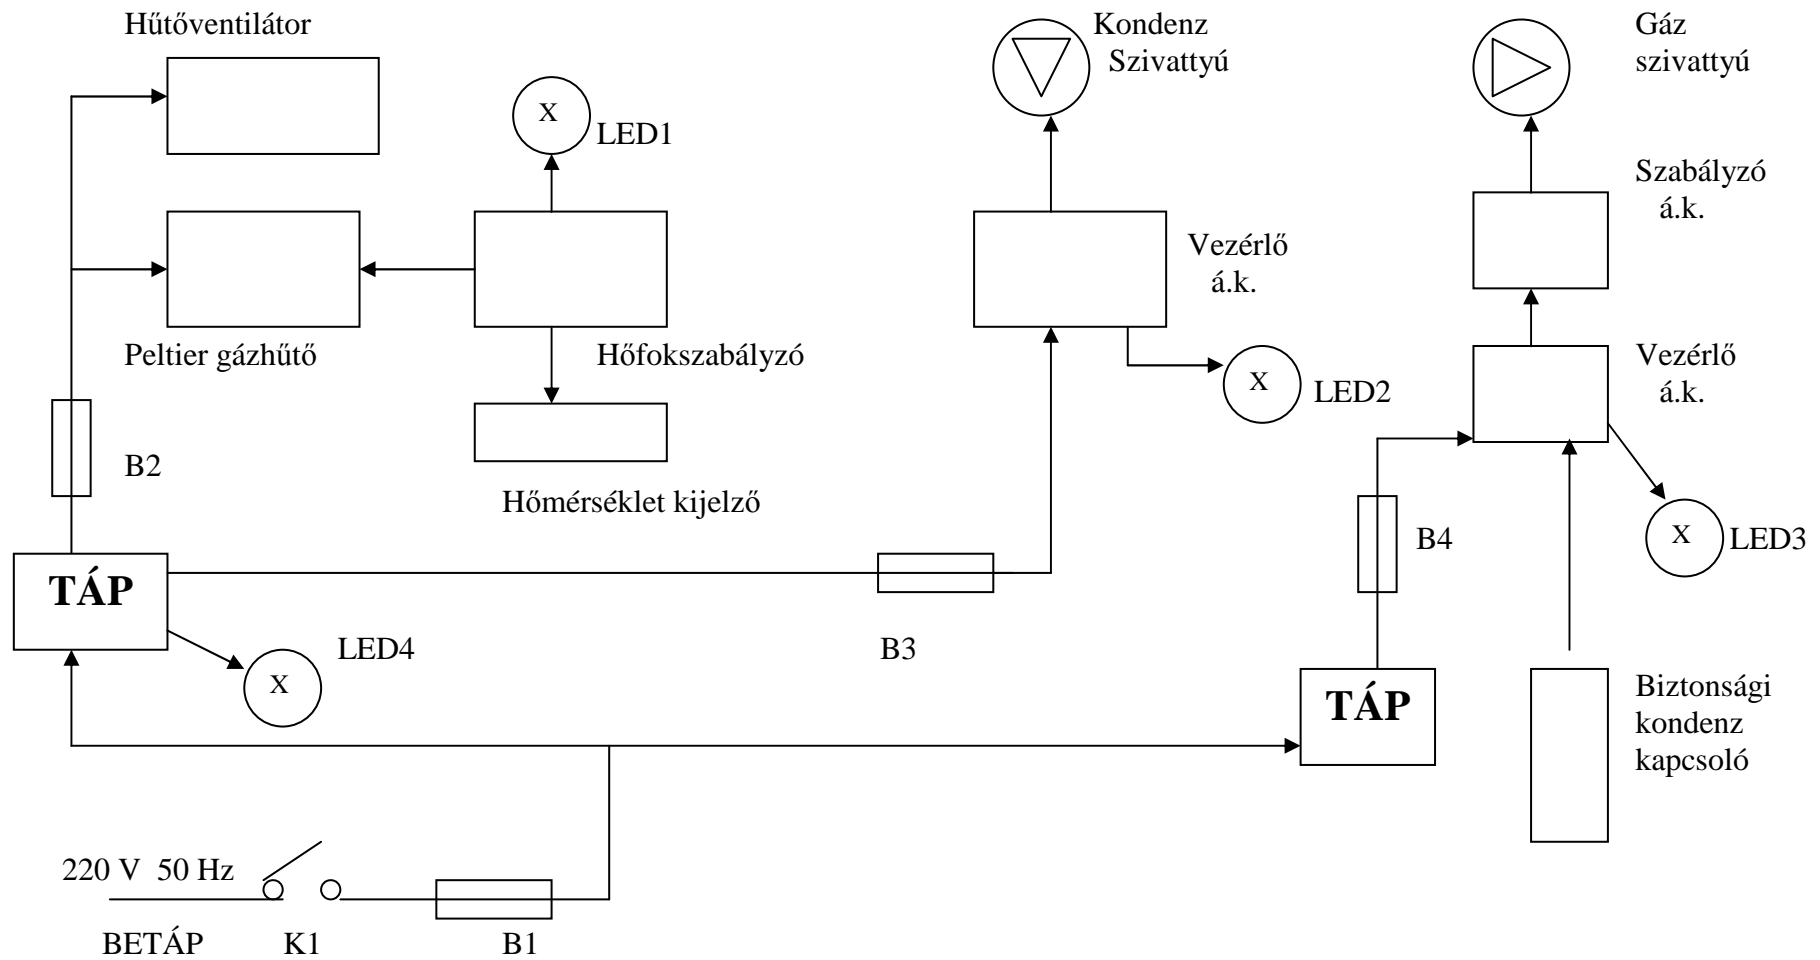 Hűtőventilátor
Kondenz
Szivattyú
Gáz
szivattyú
X
LED1
Szabályzó
á.k.
Vezérlő
á.k.
Peltier gázhűtő
Hőfokszabályzó
Vezérlő
á.k.
X
LED2
B2
Hőmérséklet kijelző
B4
X
LED3
TÁP
LED4
B3
X
TÁP
Biztonsági
kondenz
kapcsoló
220 V 50 Hz
BETÁP
K1
B1